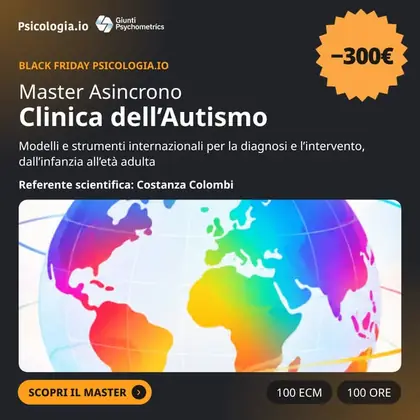 Psicologia.io
Giunti
Psychometrics
−300€
BLACK FRIDAY PSICOLOGIA.IO
Master Asincrono
Clinica dell’Autismo
Modelli e strumenti internazionali per la diagnosi e l’intervento,
dall’infanzia all’età adulta
Referente scientifica: Costanza Colombi
SCOPRI IL MASTER
100 ECM
100 ORE